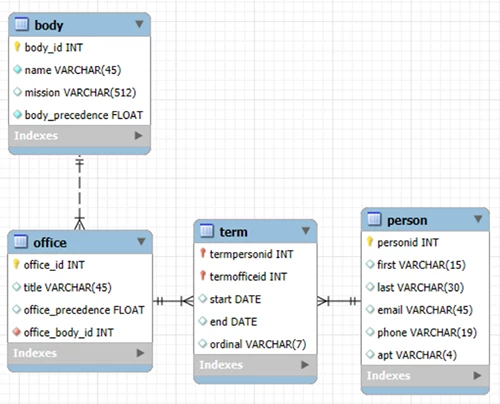 body
body_id INT
name VARCHAR(45)
mission VARCHAR(512)
body_precedence FLOAT
Indexes
office
office_id INT
title VARCHAR(45)
office_precedence FLOAT
office_body_id INT
Indexes
term
termpersonid INT
termofficeid INT
start DATE
end DATE
ordinal VARCHAR(7)
Indexes
person
personid INT
first VARCHAR(15)
last VARCHAR(30)
email VARCHAR(45)
phone VARCHAR(19)
apt VARCHAR(4)
Indexes